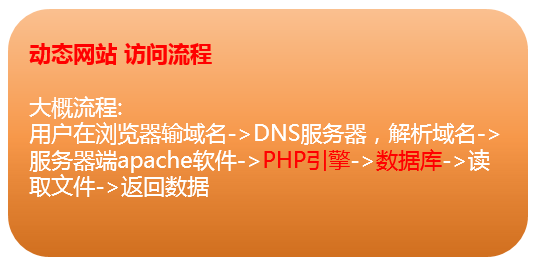 动态网站 访问流程
大概流程:
用户在浏览器输域名->DNS服务器，解析域名->
服务器端apache软件->PHP引擎->数据库->读
取文件->返回数据